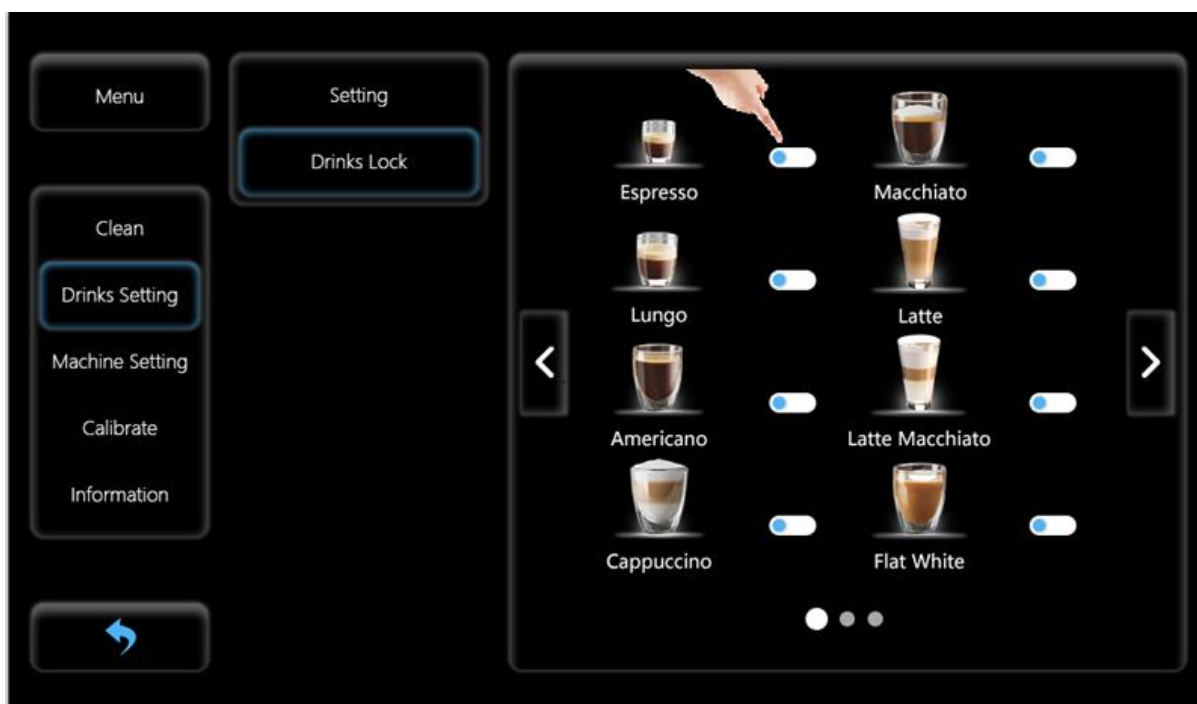 Menu
Clean
Drinks Setting
Machine Setting
Calibrate
Information
Setting
Drinks Lock
Espresso
Macchiato
Lungo
Latte
Americano
Latte Macchiato
Cappuccino
Flat White